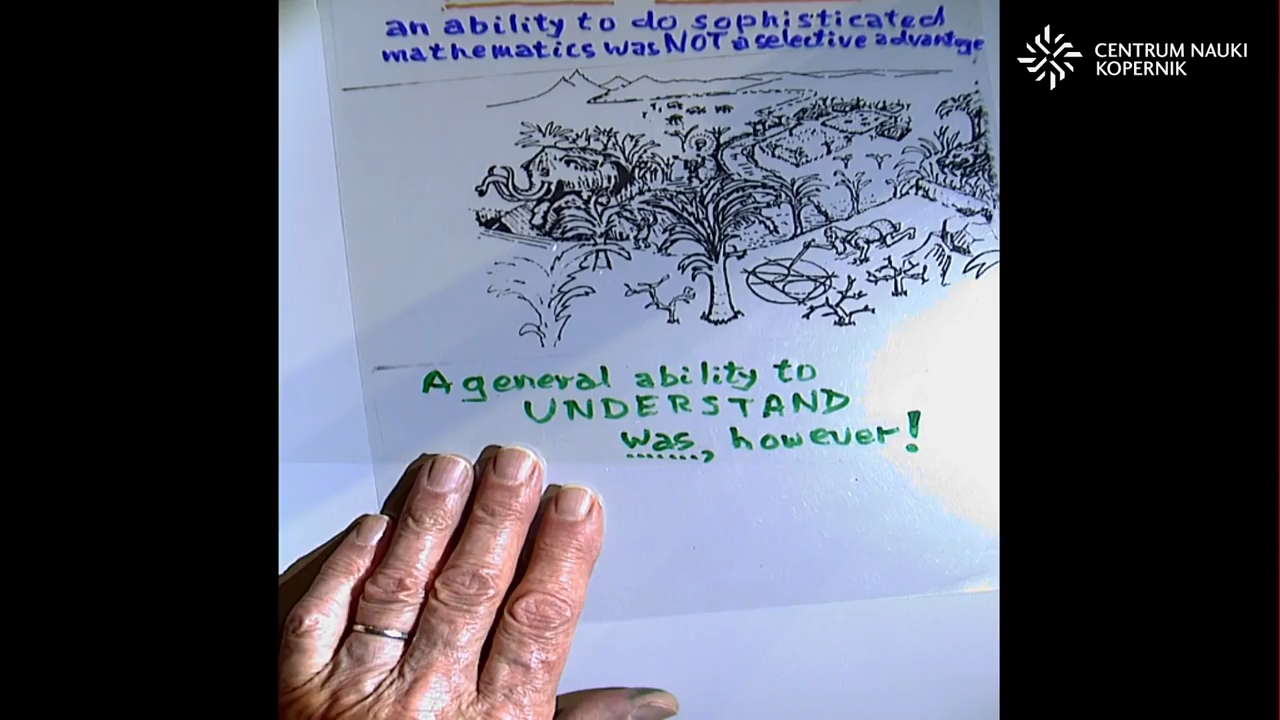 an ability to do sophisticated
mathematics was NOT a selective advantage
A general ability to
UNDERSTAND
was, however!
CENTRUM NAUKI
KOPERNIK